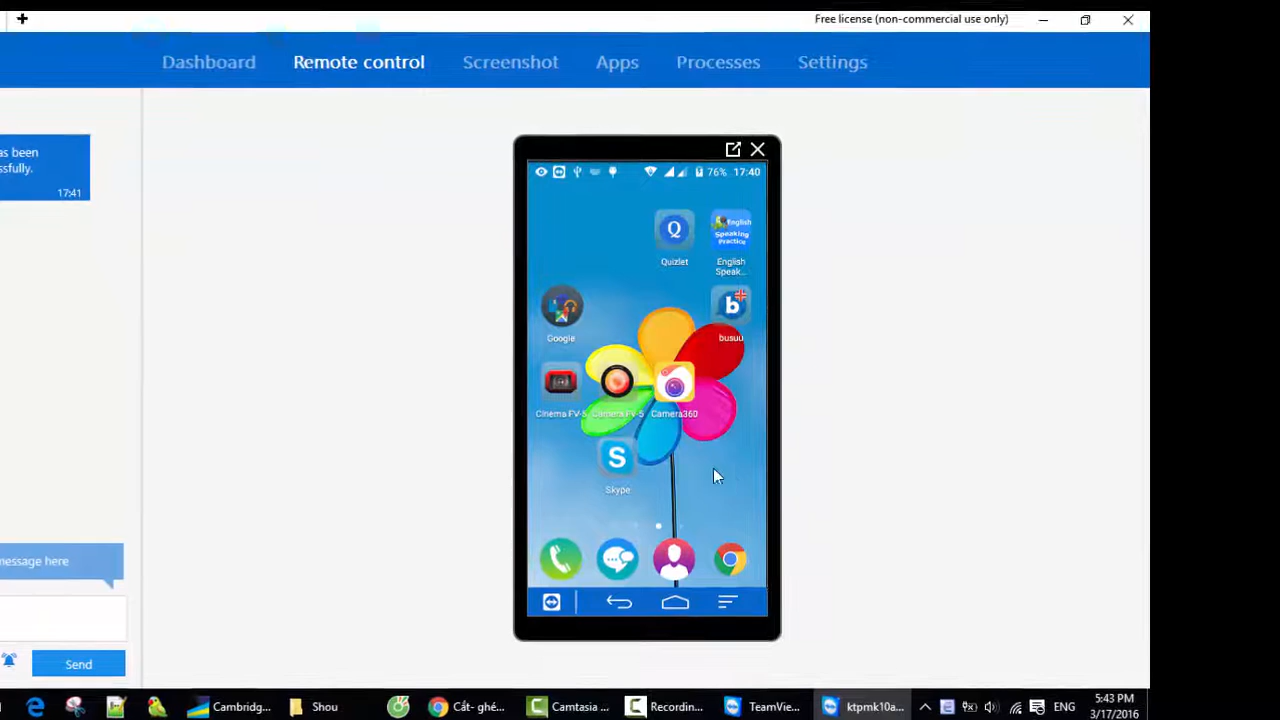 Free license (non-commercial use only)
Dashboard Remote control Screenshot Apps Processes Settings
as been
ssfully.
17:41
76% 17:40
Q
English
Speaking
Practice
Quizlet
English
Speak...
b
Google
busuu
Cinema FV-5 Camera FV-5 Camera360
S
Skype
message here
Send
Cambridg... Shou Cắt- ghé... Camtasia ... Recordin... TeamVie... ktpmk10a... ENG
5:43 PM
3/17/2016